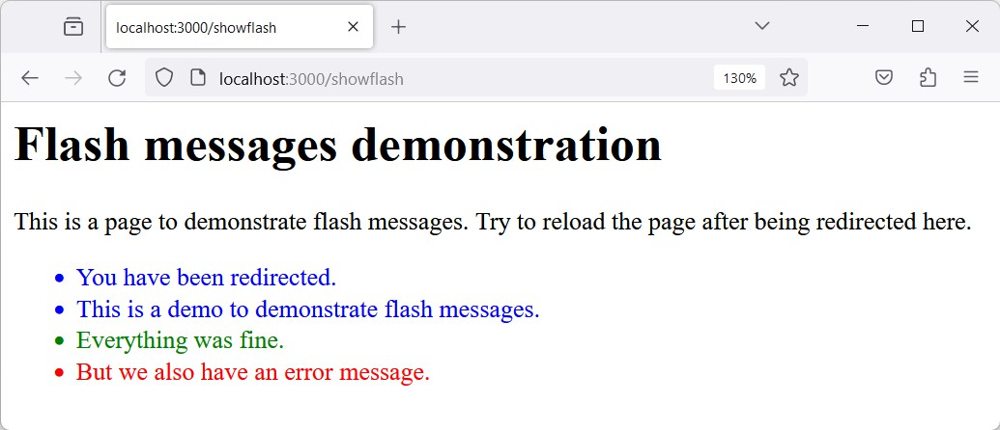 localhost:3000/showflash
localhost:3000/showflash 130%
Flash messages demonstration
This is a page to demonstrate flash messages. Try to reload the page after being redirected here.
• You have been redirected.
• This is a demo to demonstrate flash messages.
• Everything was fine.
• But we also have an error message.